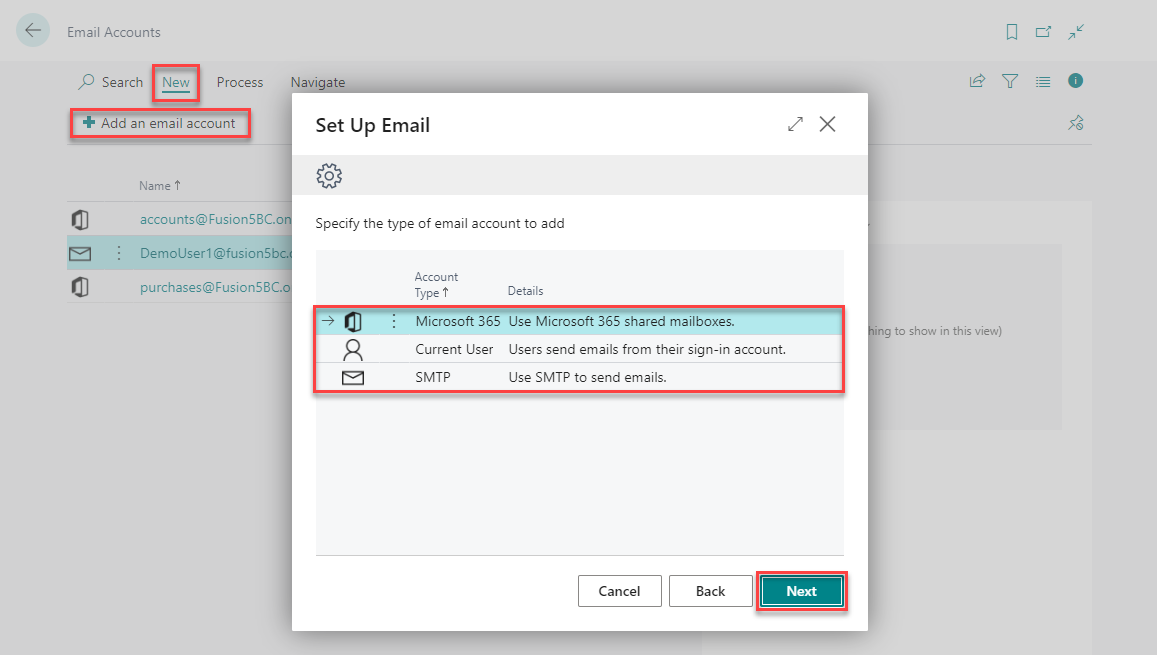 Email Accounts
Search New Process Navigate
Add an email account
Name ↑
accounts@Fusion5BC.on
DemoUser1@fusion5bc.
purchases@Fusion5BC.o
hing to show in this view)
Set Up Email
Specify the type of email account to add
Account
Type ↑ Details
Microsoft 365 Use Microsoft 365 shared mailboxes.
Current User Users send emails from their sign-in account.
SMTP Use SMTP to send emails.
Cancel Back Next